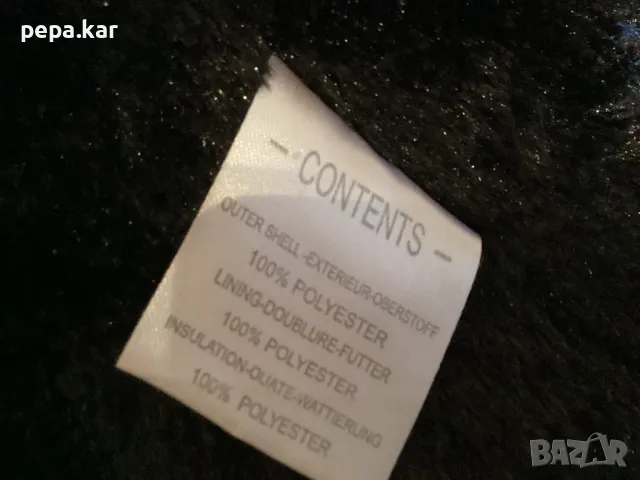 pepa.kar
- CONTENTS -
OUTER SHELL-EXTERIEUR-OBERSTOFF
100% POLYESTER
LINING-DOUBLURE-FUTTER
100% POLYESTER
INSULATION-OUATE-WATTIERUNG
100% POLYESTER
BAZAR